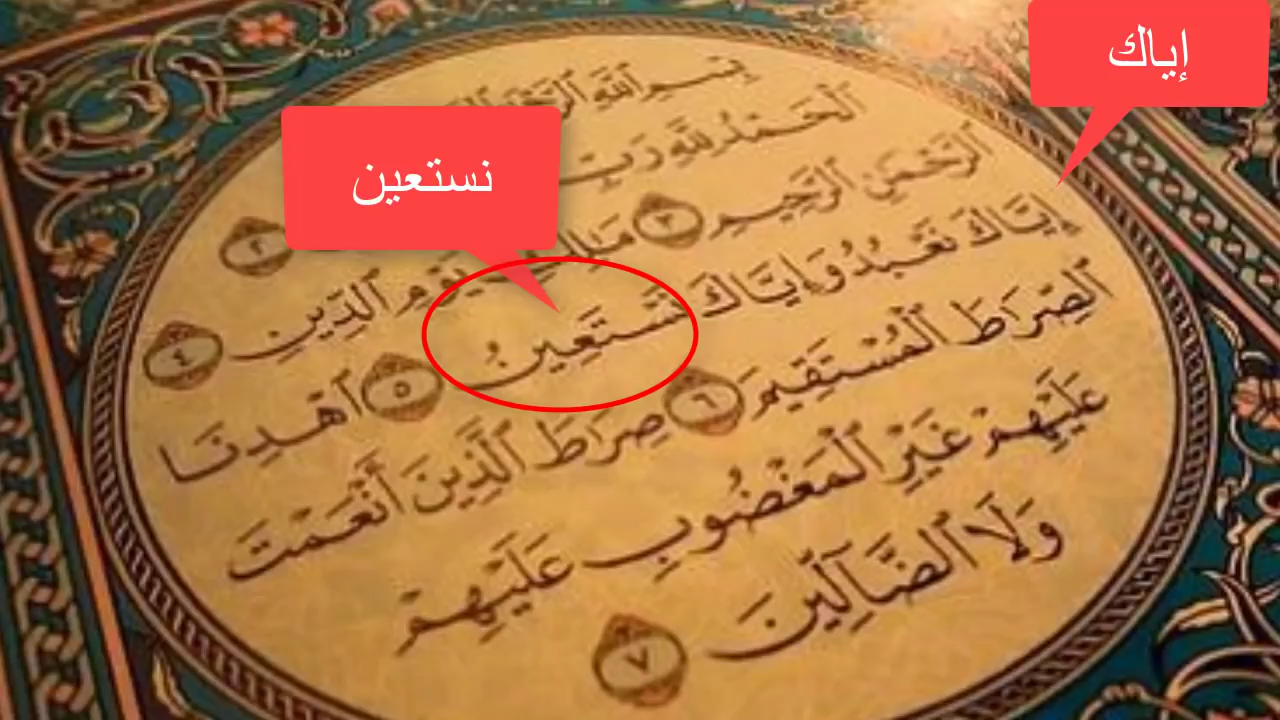 إياك
نستعين
بِسْمِ ٱللَّهِ ٱلرَّحْمَٰنِ
ٱلْحَمْدُ لِلَّهِ رَبِّ ٢
ٱلرَّحْمَٰنِ ٱلرَّحِيمِ ٣ مَٰلِكِ يَوْمِ ٱلدِّينِ ٤
إِيَّاكَ نَعْبُدُ وَإِيَّاكَ نَسْتَعِينُ ٥ ٱهْدِنَا
ٱلصِّرَٰطَ ٱلْمُسْتَقِيمَ ٦ صِرَٰطَ ٱلَّذِينَ أَنْعَمْتَ
عَلَيْهِمْ غَيْرِ ٱلْمَغْضُوبِ عَلَيْهِمْ
وَلَا ٱلضَّآلِّينَ ٧